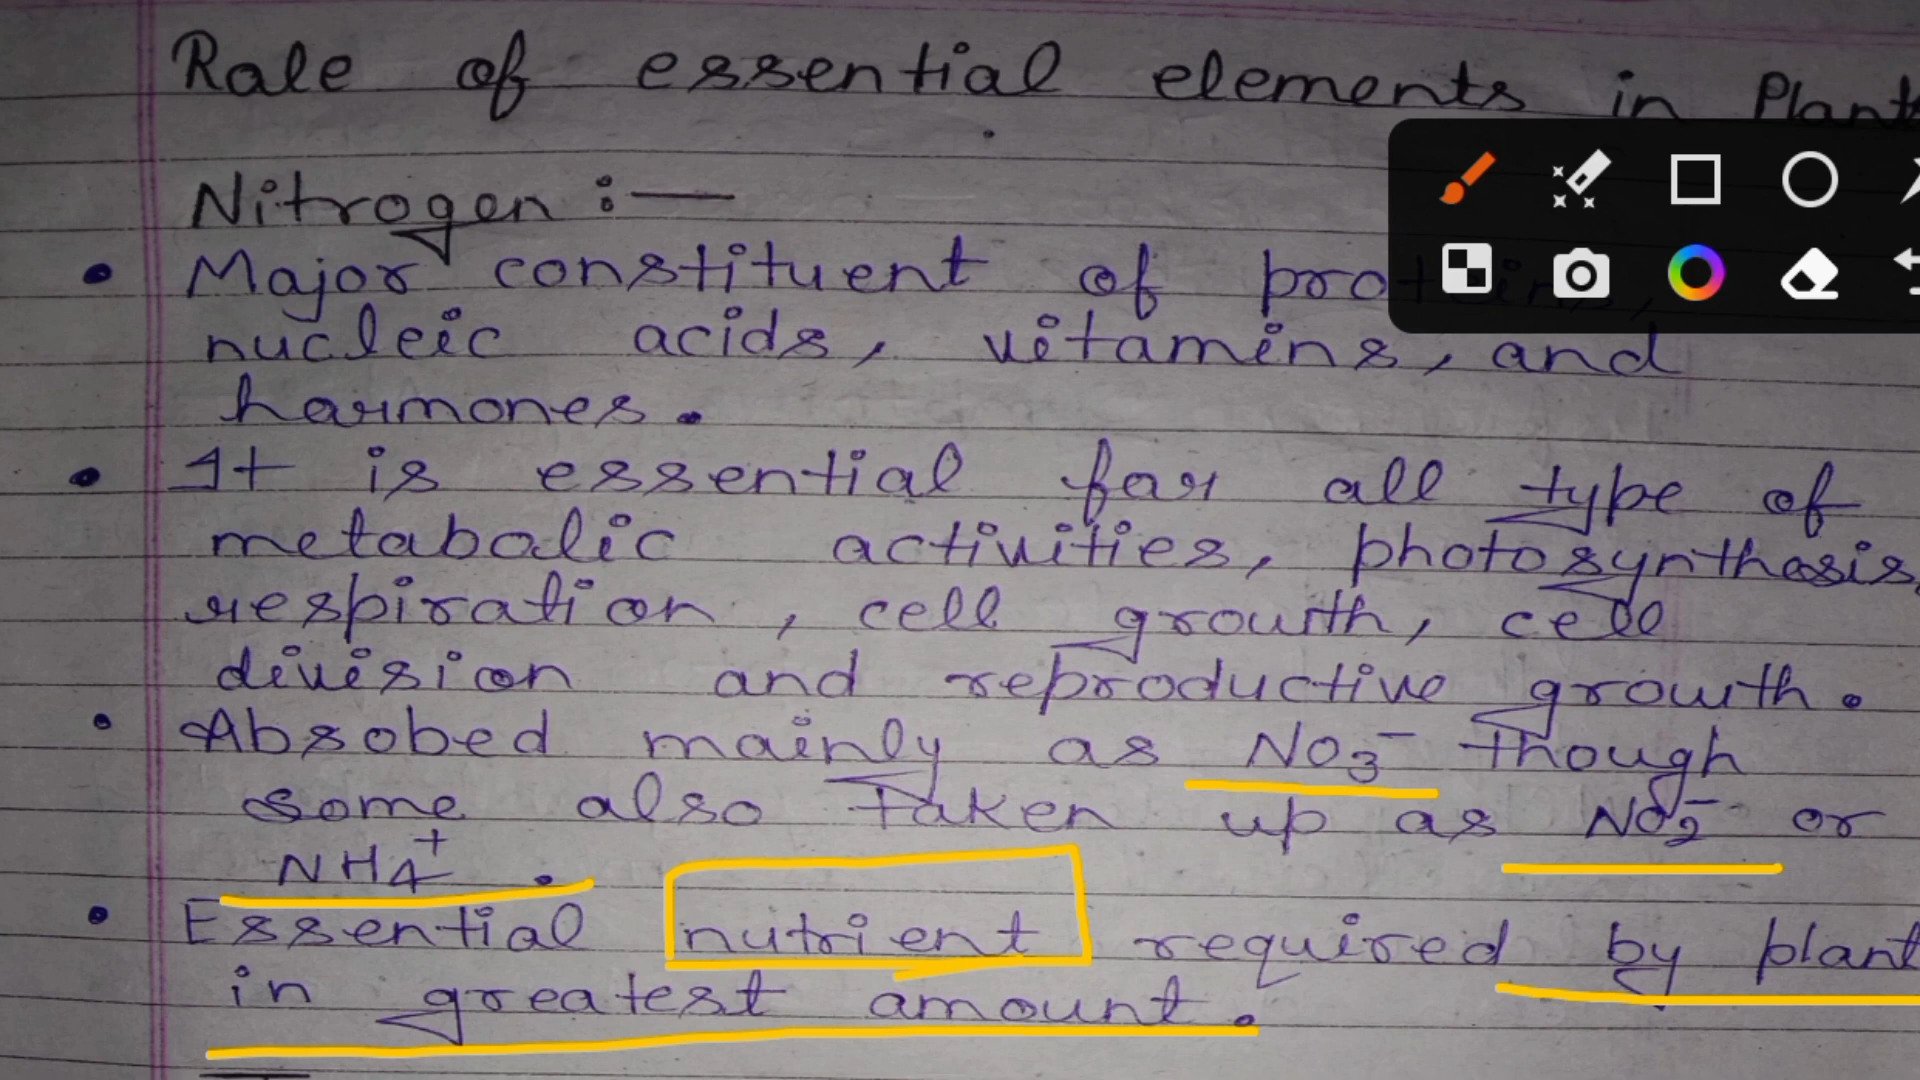 Role of essential elements in Plants
Nitrogen :—
• Major constituent of proteins,
nucleic acids, vitamins, and
harmones.
• It is essential for all type of
metabolic activities, photosynthesis,
respiration, cell growth, cell
division and reproductive growth.
• Absobed mainly as NO3⁻ though
some also taken up as NO2⁻ or
NH4⁺.
• Essential nutrient required by plant
in greatest amount.